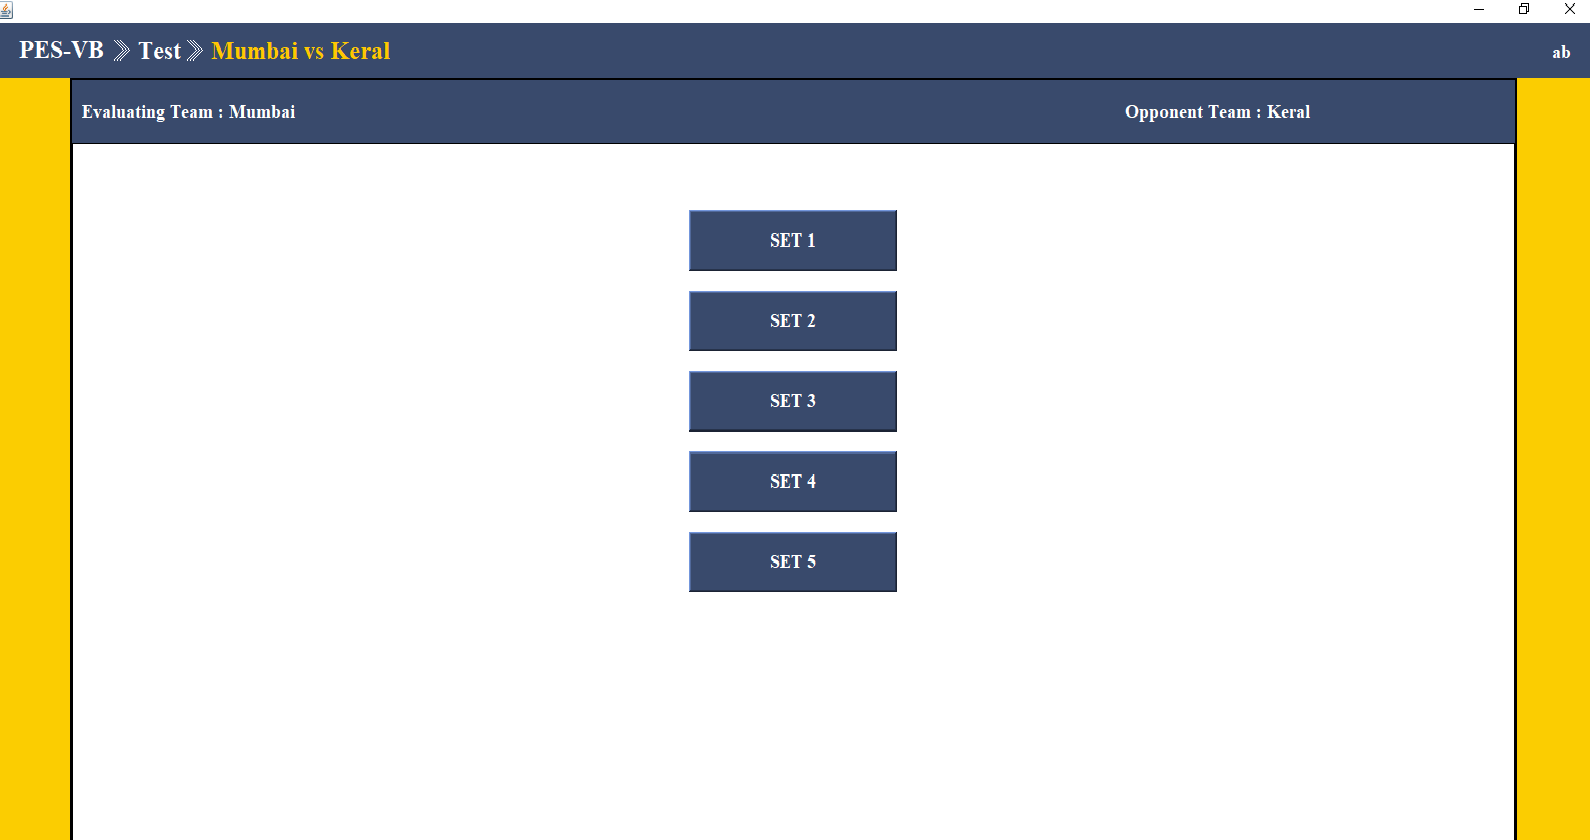 PES-VB Test Mumbai vs Keral
ab
Evaluating Team : Mumbai
Opponent Team : Keral
SET 1
SET 2
SET 3
SET 4
SET 5